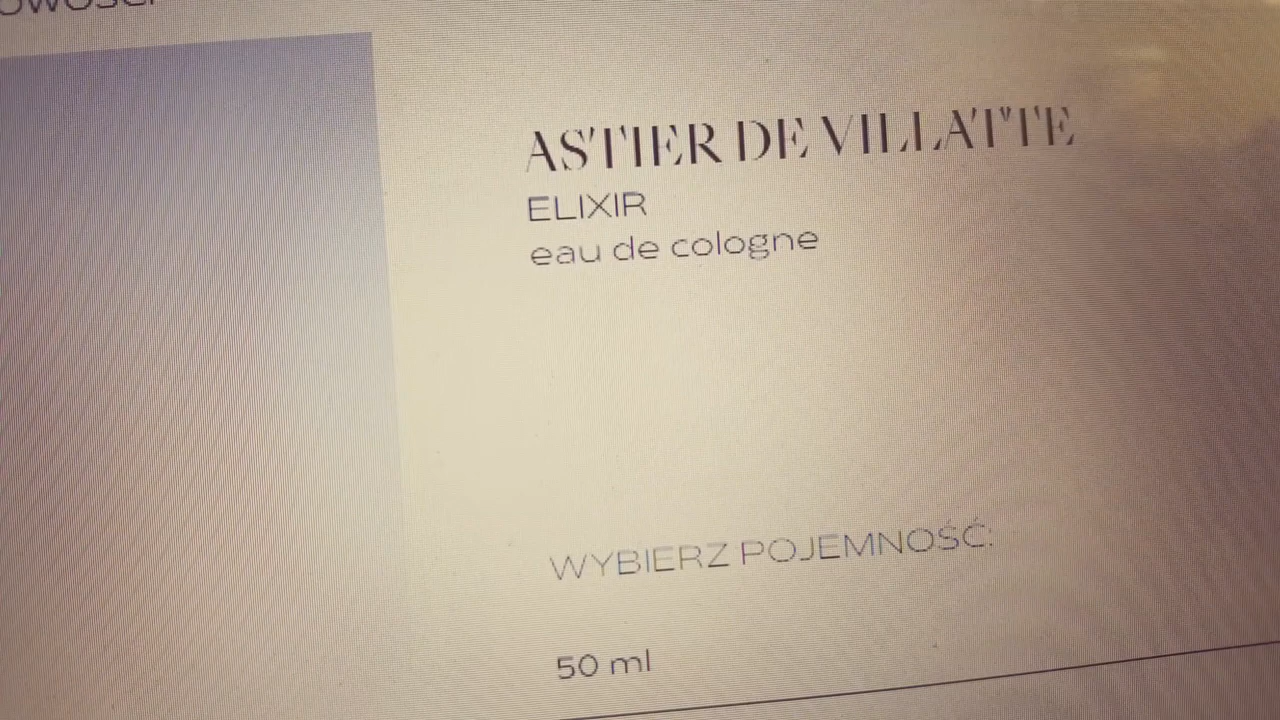 ASTIER DE VILLATTE
ELIXIR
eau de cologne
WYBIERZ POJEMNOŚĆ:
50 ml